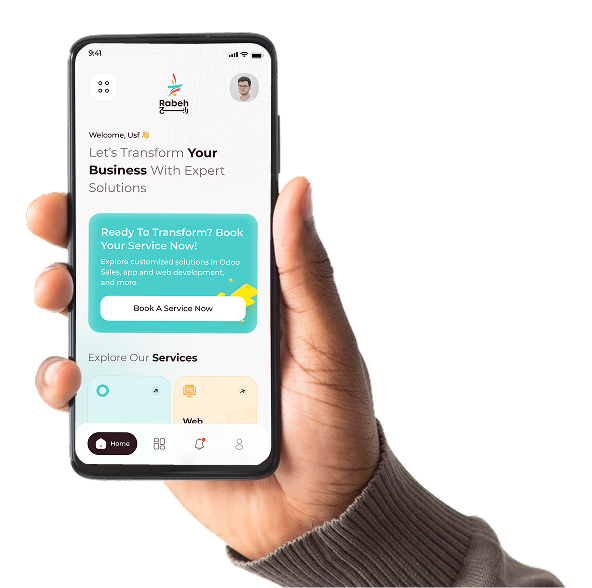 9:41
Rabeh
رابح
Welcome, Usf 👋
Let's Transform Your
Business With Expert
Solutions
Ready To Transform? Book
Your Service Now!
Explore customized solutions in Odoo
Sales, app and web development,
and more.
Book A Service Now
Explore Our Services
Web
Home